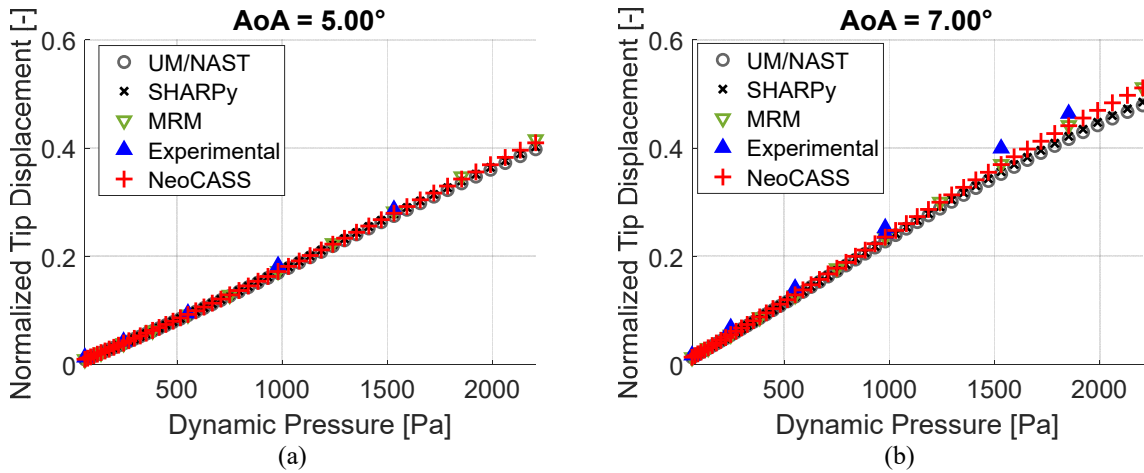 AoA = 5.00°
Normalized Tip Displacement [-]
0.6
0.4
0.2
0
UM/NAST
SHARPy
MRM
Experimental
NeoCASS
500
1000
1500
2000
Dynamic Pressure [Pa]
(a)
AoA = 7.00°
Normalized Tip Displacement [-]
0.6
0.4
0.2
0
UM/NAST
SHARPy
MRM
Experimental
NeoCASS
500
1000
1500
2000
Dynamic Pressure [Pa]
(b)